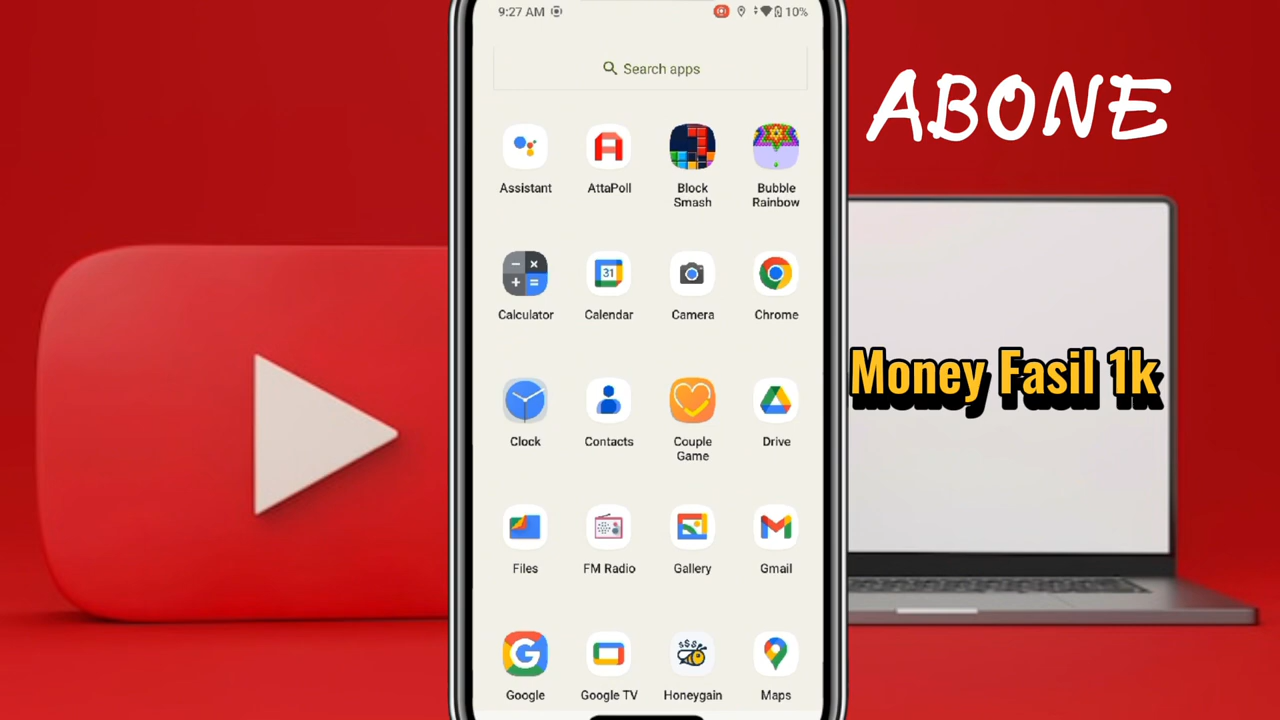 9:27 AM
10%
Search apps
ABONE
Assistant
AttaPoll
Block
Smash
Bubble
Rainbow
Calculator
31
Calendar
Camera
Chrome
Money Fasil 1k
Clock
Contacts
Couple
Game
Drive
Files
FM Radio
Gallery
Gmail
Google
Google TV
$$$
Honeygain
Maps